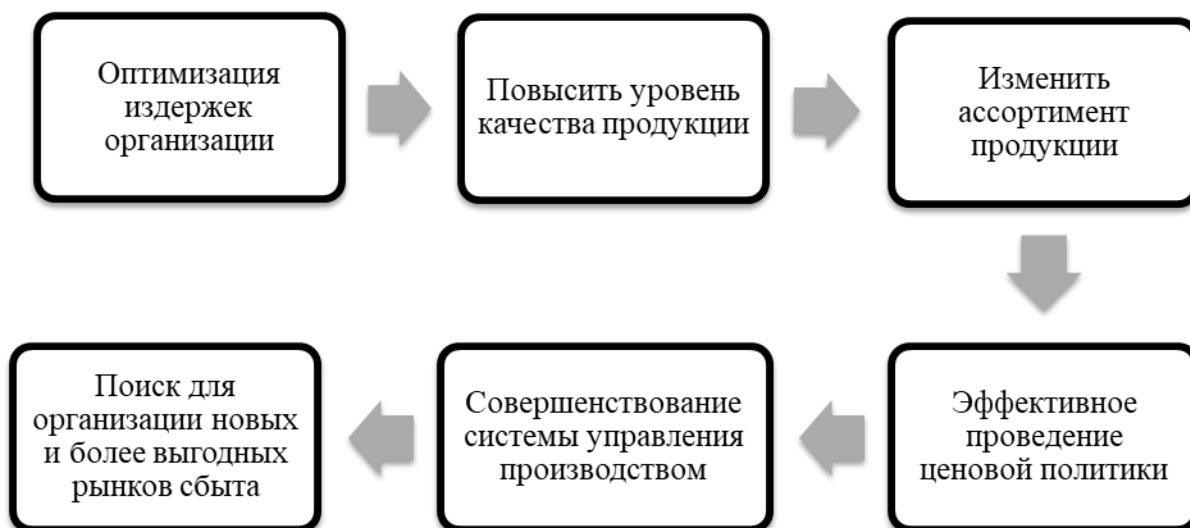 Оптимизация
издержек
организации
Повысить уровень
качества продукции
Изменить
ассортимент
продукции
Эффективное
проведение
ценовой политики
Совершенствование
системы управления
производством
Поиск для
организации новых
и более выгодных
рынков сбыта